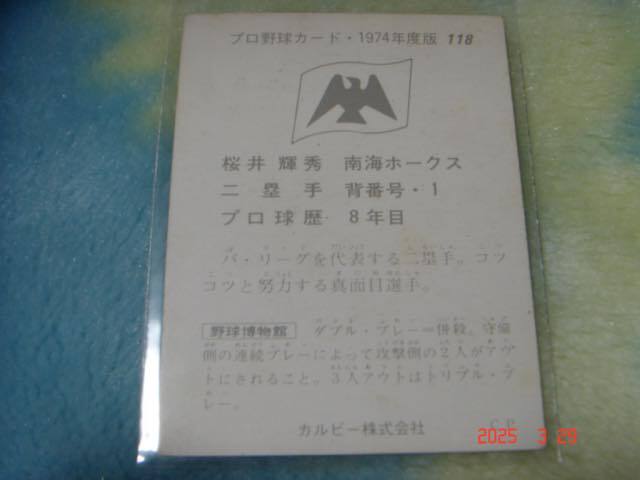 プロ野球カード・1974年度版 118
桜井輝秀 南海ホークス
二塁手 背番号・1
プロ球歴 8年目
パ・リーグを代表する二塁手。コツ
コツと努力する真面目選手。
野球博物館 ダブル・プレー=併殺。守備
側の連続プレーによって攻撃側の2人がアウ
トにされること。3人アウトはトリプル・プ
レー。
カルビー株式会社
C.P
2025 3 29